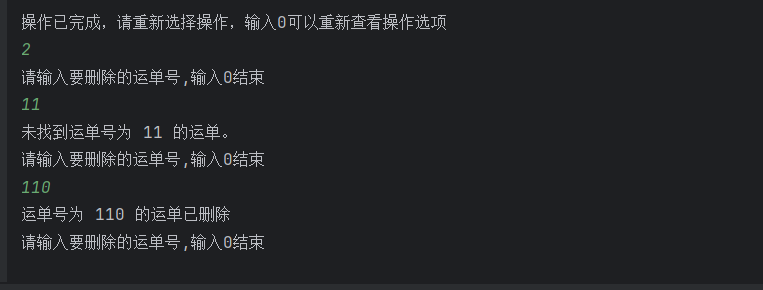 操作已完成，请重新选择操作，输入0可以重新查看操作选项
2
请输入要删除的运单号,输入0结束
11
未找到运单号为 11 的运单。
请输入要删除的运单号,输入0结束
110
运单号为 110 的运单已删除
请输入要删除的运单号,输入0结束